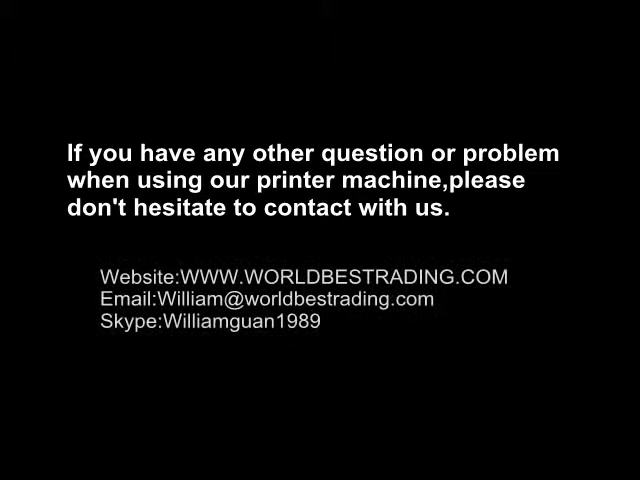 If you have any other question or problem
when using our printer machine,please
don't hesitate to contact with us.
Website:WWW.WORLDBESTRADING.COM
Email:William@worldbestrading.com
Skype:Williamguan1989